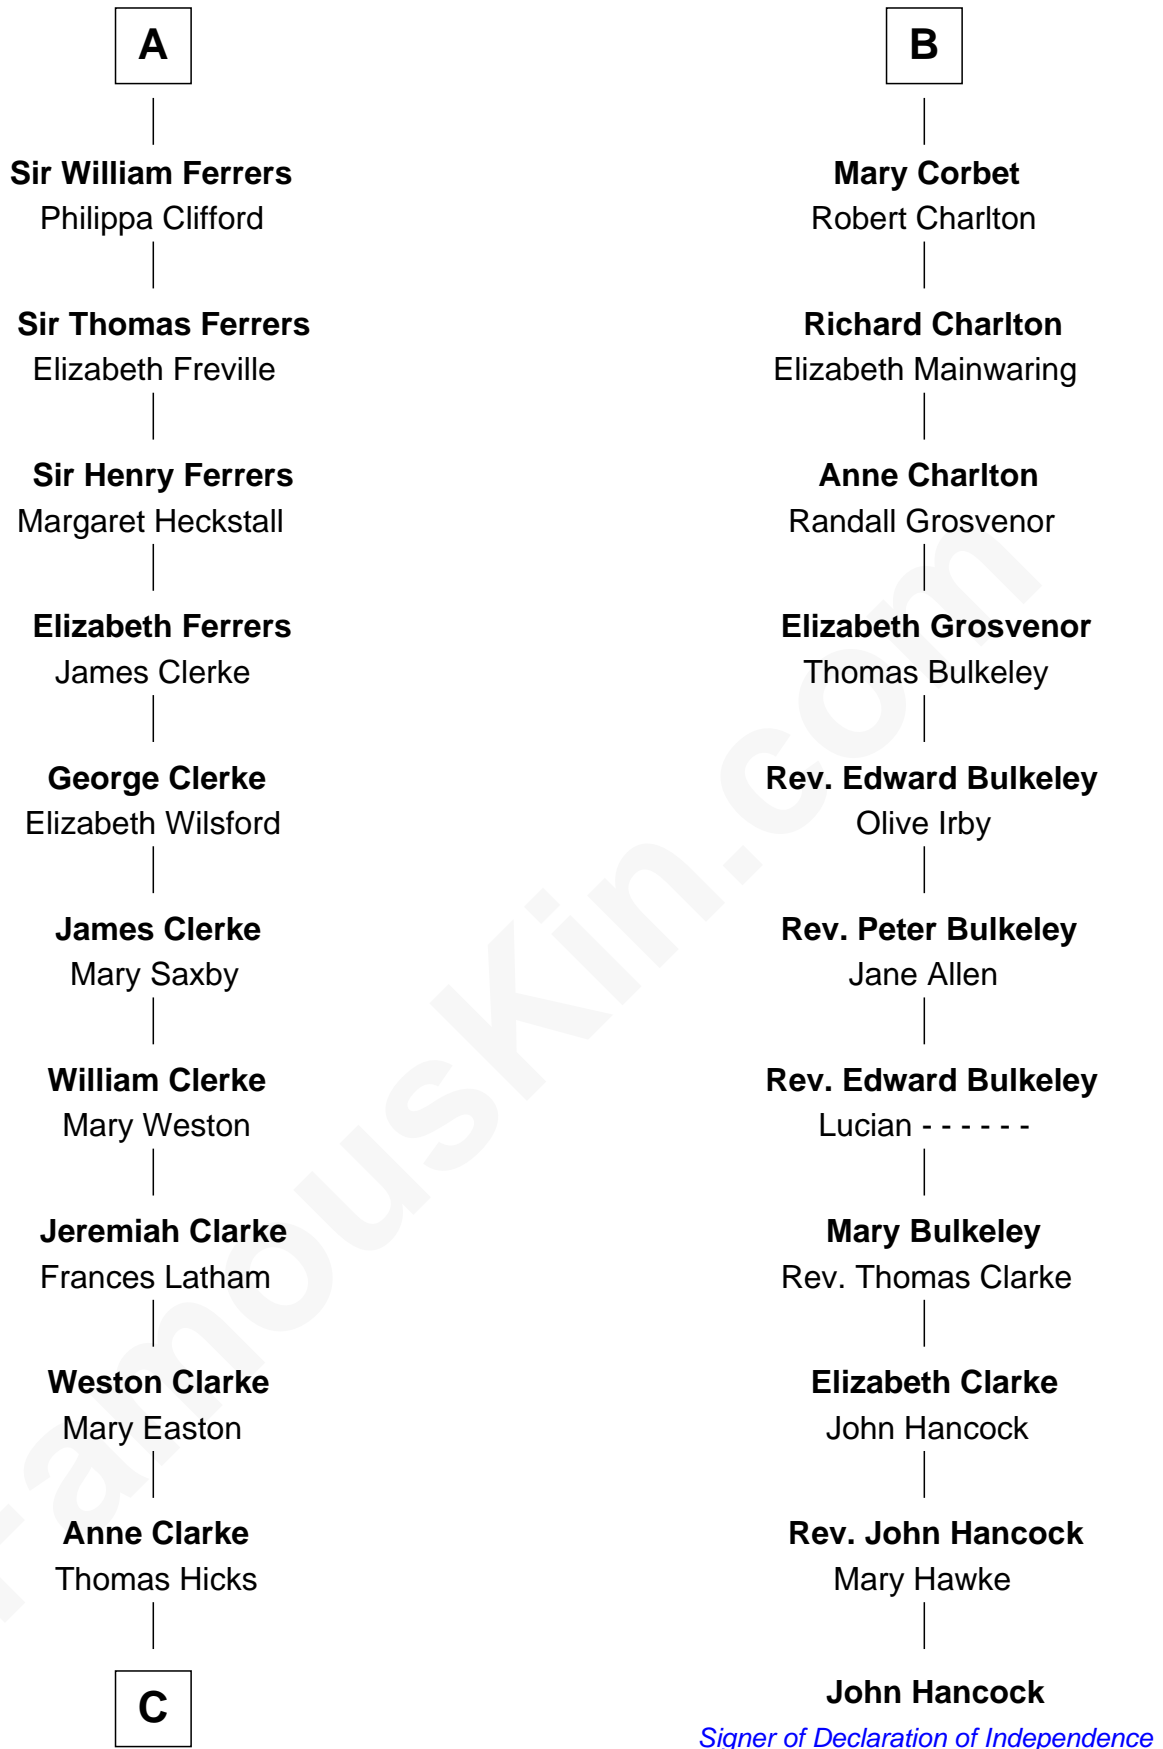 A
Sir William Ferrers
Philippa Clifford
Sir Thomas Ferrers
Elizabeth Freville
Sir Henry Ferrers
Margaret Heckstall
Elizabeth Ferrers
James Clerke
George Clerke
Elizabeth Wilsford
James Clerke
Mary Saxby
William Clerke
Mary Weston
Jeremiah Clarke
Frances Latham
Weston Clarke
Mary Easton
Anne Clarke
Thomas Hicks
C
B
Mary Corbet
Robert Charlton
Richard Charlton
Elizabeth Mainwaring
Anne Charlton
Randall Grosvenor
Elizabeth Grosvenor
Thomas Bulkeley
Rev. Edward Bulkeley
Olive Irby
Rev. Peter Bulkeley
Jane Allen
Rev. Edward Bulkeley
Lucian - - - - - -
Mary Bulkeley
Rev. Thomas Clarke
Elizabeth Clarke
John Hancock
Rev. John Hancock
Mary Hawke
John Hancock
Signer of Declaration of Independence
FamousKin.com